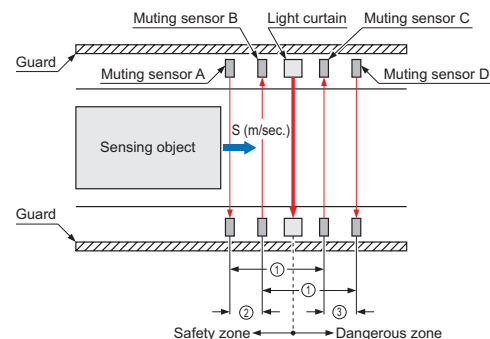 Muting sensor B
Light curtain
Muting sensor C
Guard
Muting sensor A
Muting sensor D
S (m/sec.)
Sensing object
Guard
①
①
②
③
Safety zone
Dangerous zone